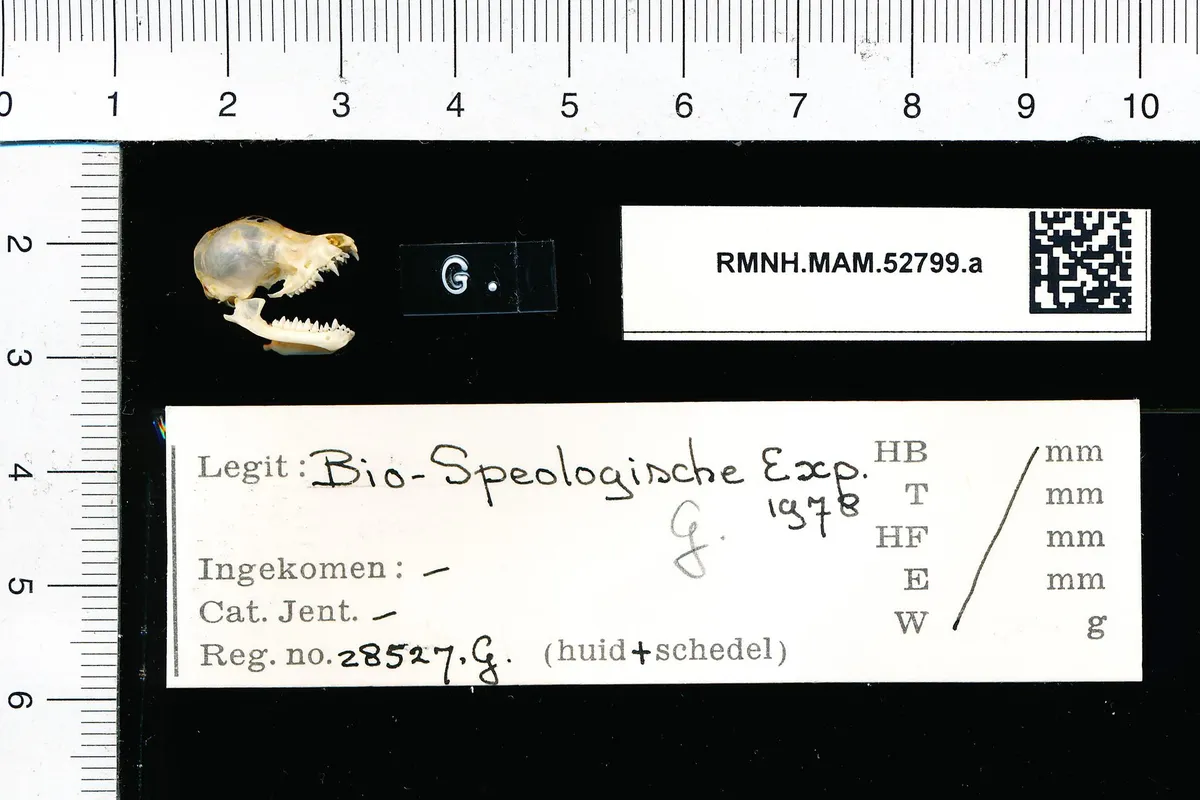 0 1 2 3 4 5 6 7 8 9 10
2
3
4
5
6
G.
RMNH.MAM.52799.a
Legit: Bio-Speologische Exp.
1978
G.
Ingekomen: –
Cat. Jent. –
Reg. no. 28527.G. (huid+schedel)
HB mm
T mm
HF mm
E mm
W g